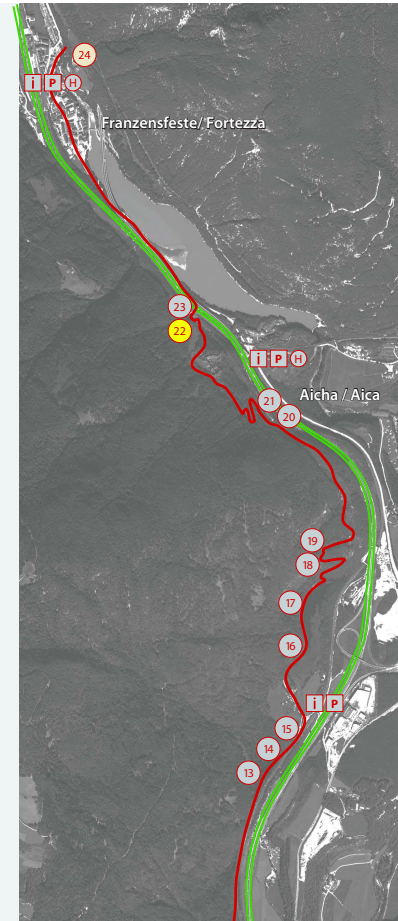 24
i P H
Franzensfeste/ Fortezza
23
22
i P H
Aicha / Aica
21
20
19
18
17
16
i P
15
14
13